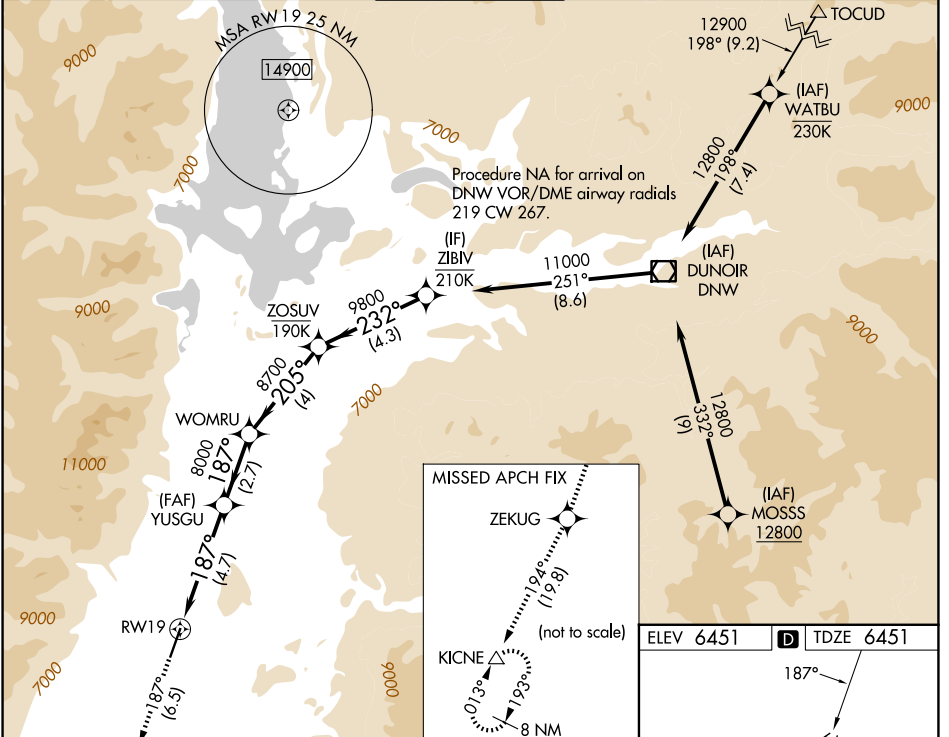 MSA RW19 25 NM
14900
9000
7000
7000
12900
198° (9.2)
TOCUD
(IAF)
WATBU
230K
9000
12800
198°
(7.4)
Procedure NA for arrival on
DNW VOR/DME airway radials
219 CW 267.
(IF)
ZIBIV
210K
11000
251°
(8.6)
(IAF)
DUNOIR
DNW
9000
ZOSUV
190K
9800
232°
(4.3)
9000
8700
205°
(4)
7000
12800
332°
(9)
WOMRU
8000
187°
(2.7)
11000
(FAF)
YUSGU
187°
(4.7)
MISSED APCH FIX
ZEKUG
194°
(19.8)
(not to scale)
KICNE
013°
193°
8 NM
(IAF)
MOSSS
12800
9000
RW19
7000
187°
(6.5)
9000
ELEV 6451
D
TDZE 6451
187°